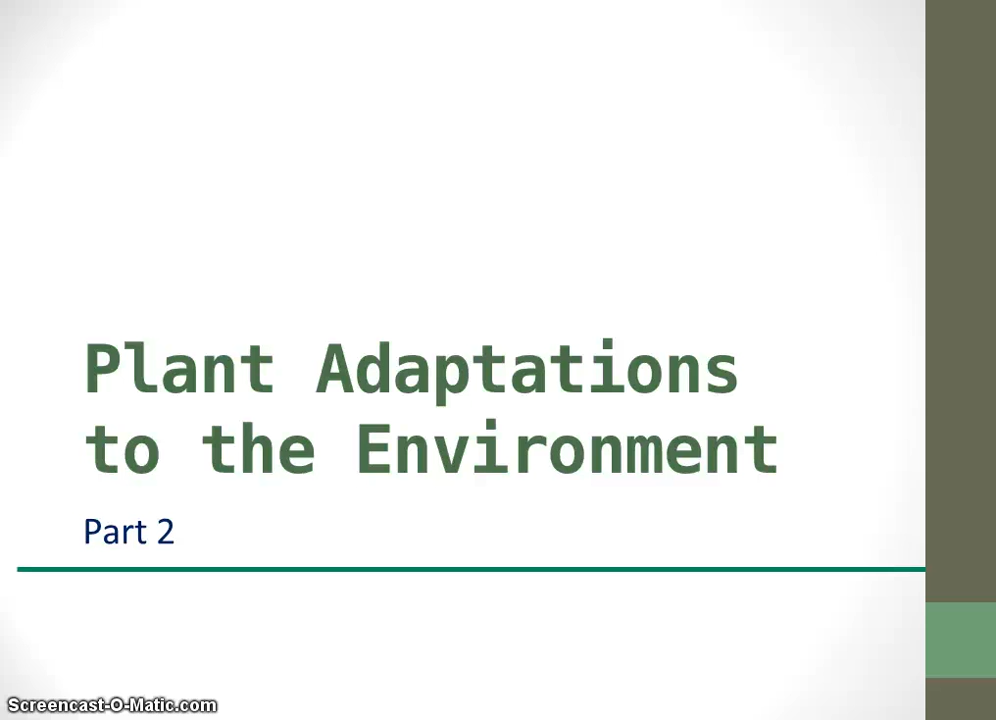 Plant Adaptations
to the Environment
Part 2
Screencast-O-Matic.com